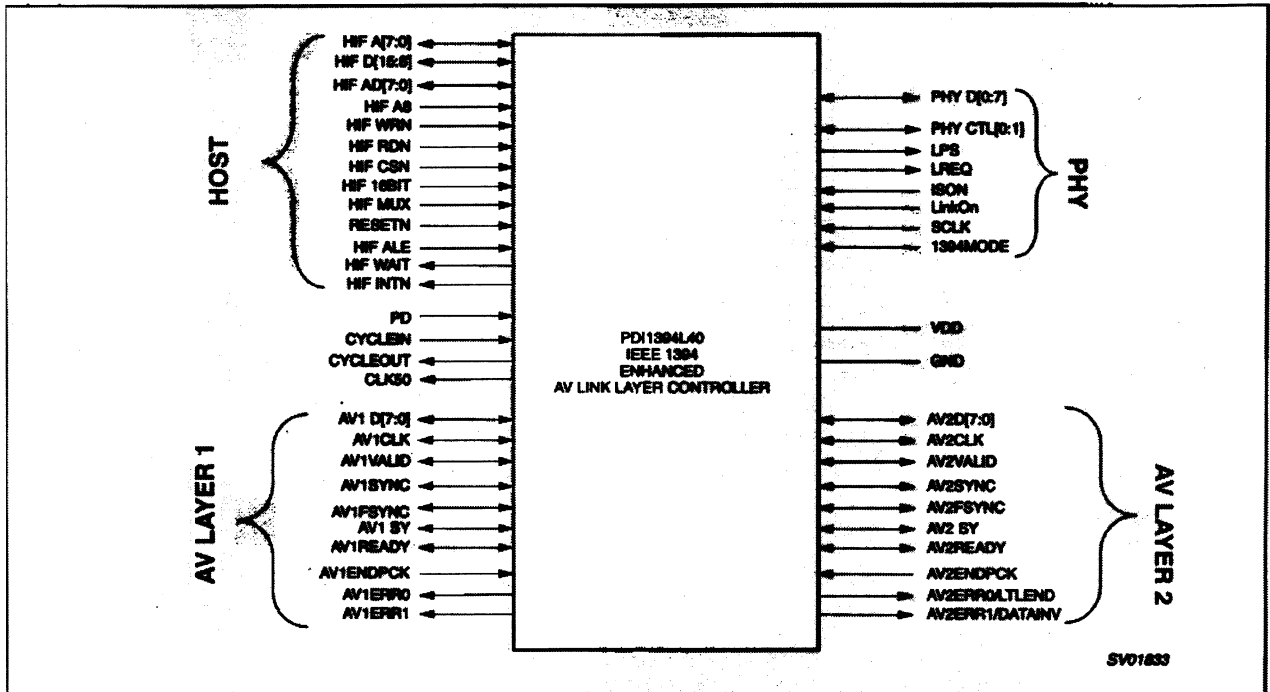 HOST
HIF A[7:0]
HIF D[15:8]
HIF AD[7:0]
HIF A8
HIF WRN
HIF RDN
HIF CSN
HIF 16BIT
HIF MUX
RESETN
HIF ALE
HIF WAIT
HIF INTN
PD
CYCLEIN
CYCLEOUT
CLK50
AV LAYER 1
AV1 D[7:0]
AV1CLK
AV1VALID
AV1SYNC
AV1FSYNC
AV1 SY
AV1READY
AV1ENDPCK
AV1ERR0
AV1ERR1
PDI1394L40
IEEE 1394
ENHANCED
AV LINK LAYER CONTROLLER
PHY D[0:7]
PHY CTL[0:1]
LPS
LREQ
ISON
LinkOn
SCLK
1394MODE
PHY
VDD
GND
AV2D[7:0]
AV2CLK
AV2VALID
AV2SYNC
AV2FSYNC
AV2 SY
AV2READY
AV2ENDPCK
AV2ERR0/LTLEND
AV2ERR1/DATAINV
AV LAYER 2
SV01833